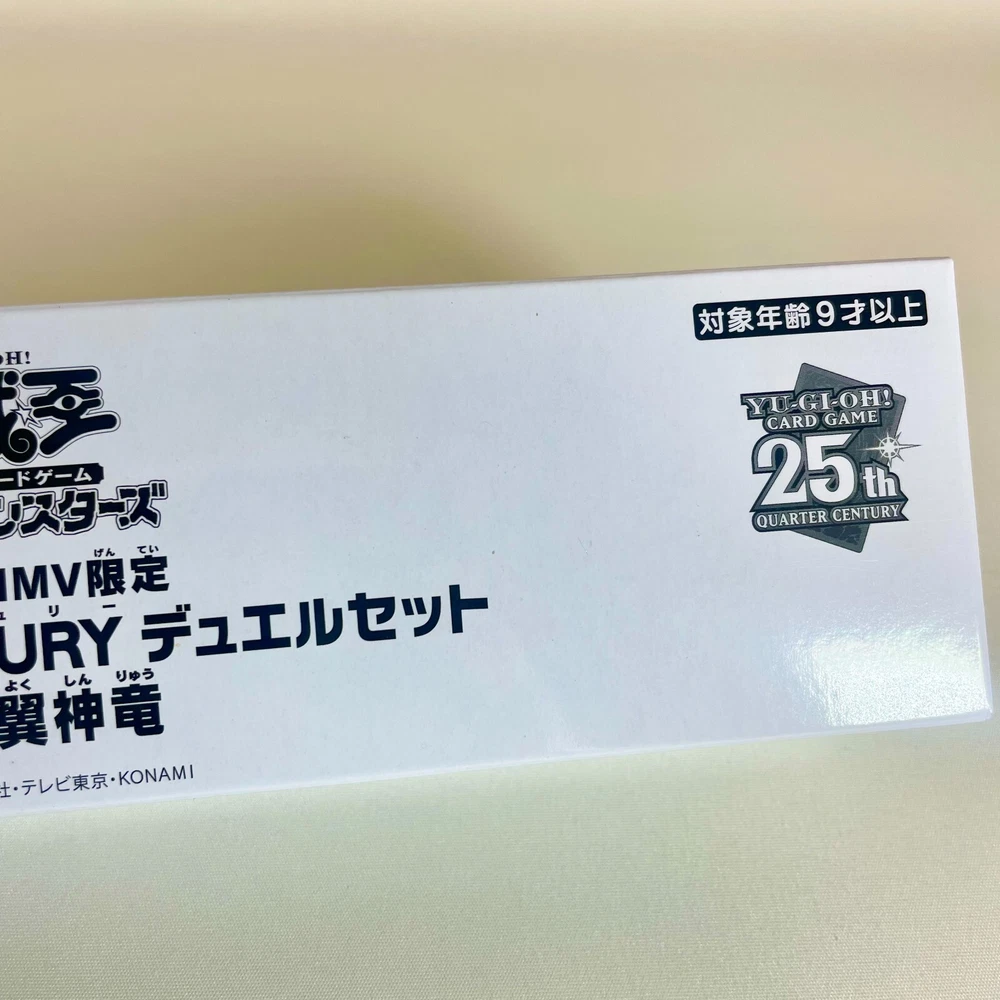 対象年齢9才以上
OH!
王
ードゲーム
ンスターズ
YU-GI-OH!
CARD GAME
25th
QUARTER CENTURY
げん てい
MV限定
ュ リ ー
URY デュエルセット
よく しん りゅう
翼神竜
社・テレビ東京・KONAMI